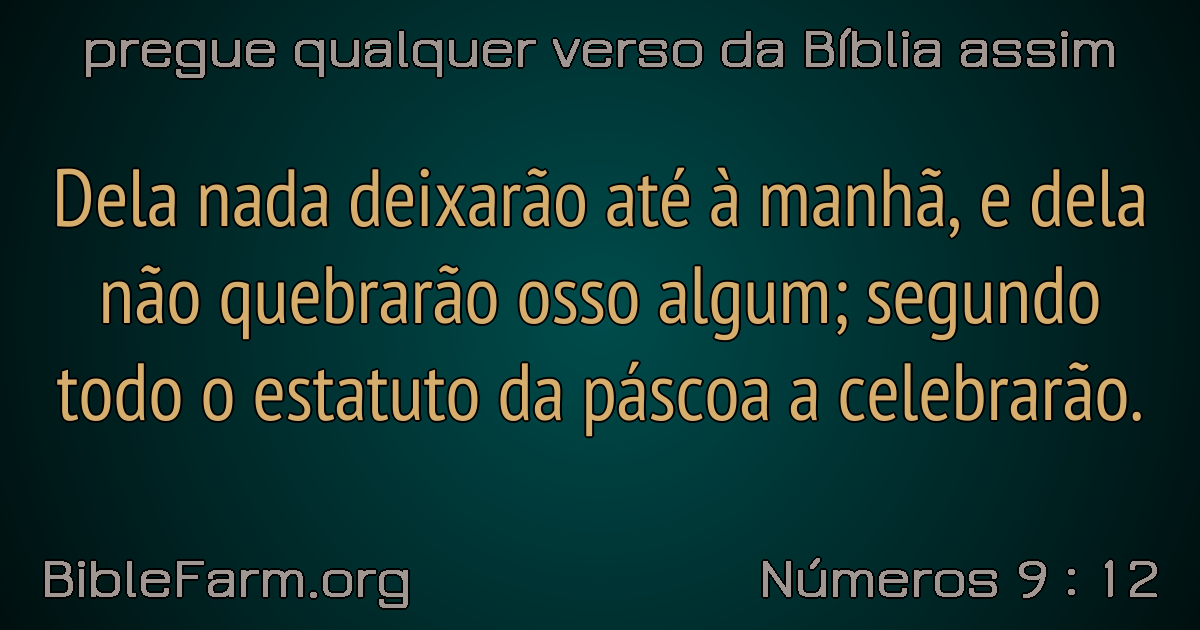 pregue qualquer verso da Bíblia assim
Dela nada deixarão até à manhã, e dela
não quebrarão osso algum; segundo
todo o estatuto da páscoa a celebrarão.
BibleFarm.org
Números 9 : 12